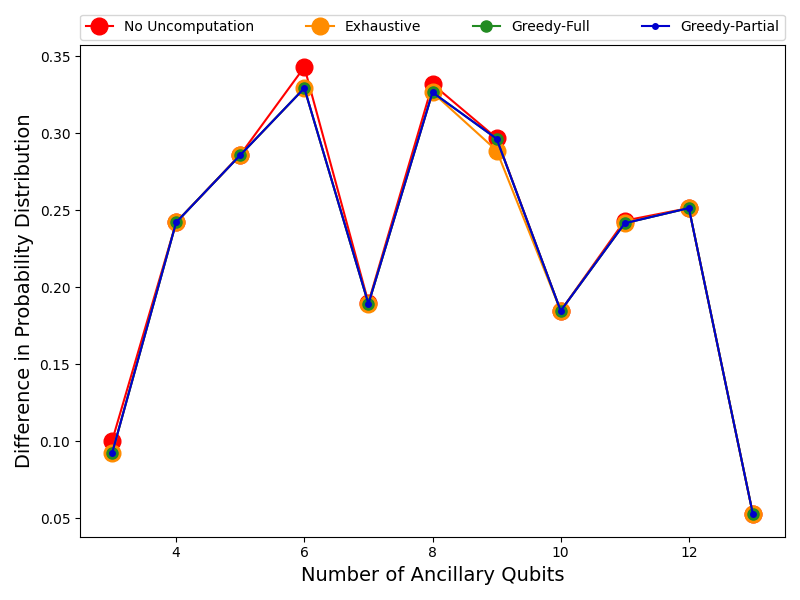 No Uncomputation Exhaustive Greedy-Full Greedy-Partial
0.35
0.30
0.25
0.20
0.15
0.10
0.05
Difference in Probability Distribution
4 6 8 10 12
Number of Ancillary Qubits